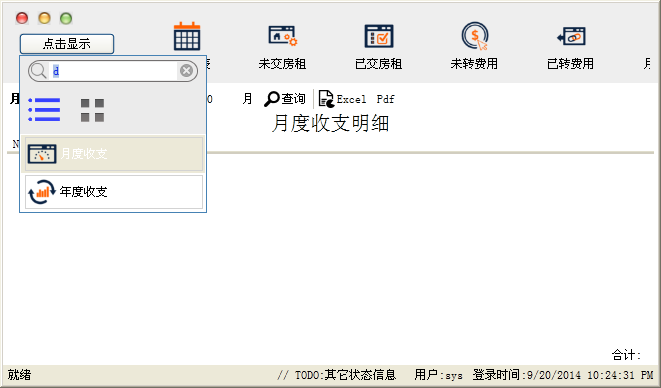 点击显示
d
月度收支
年度收支
度 未交房租 已交房租 未转费用 已转费用 月
月 0 月 查询 Excel Pdf
月度收支明细
N
合计:
就绪 // TODO:其它状态信息 用户:sys 登录时间:9/20/2014 10:24:31 PM